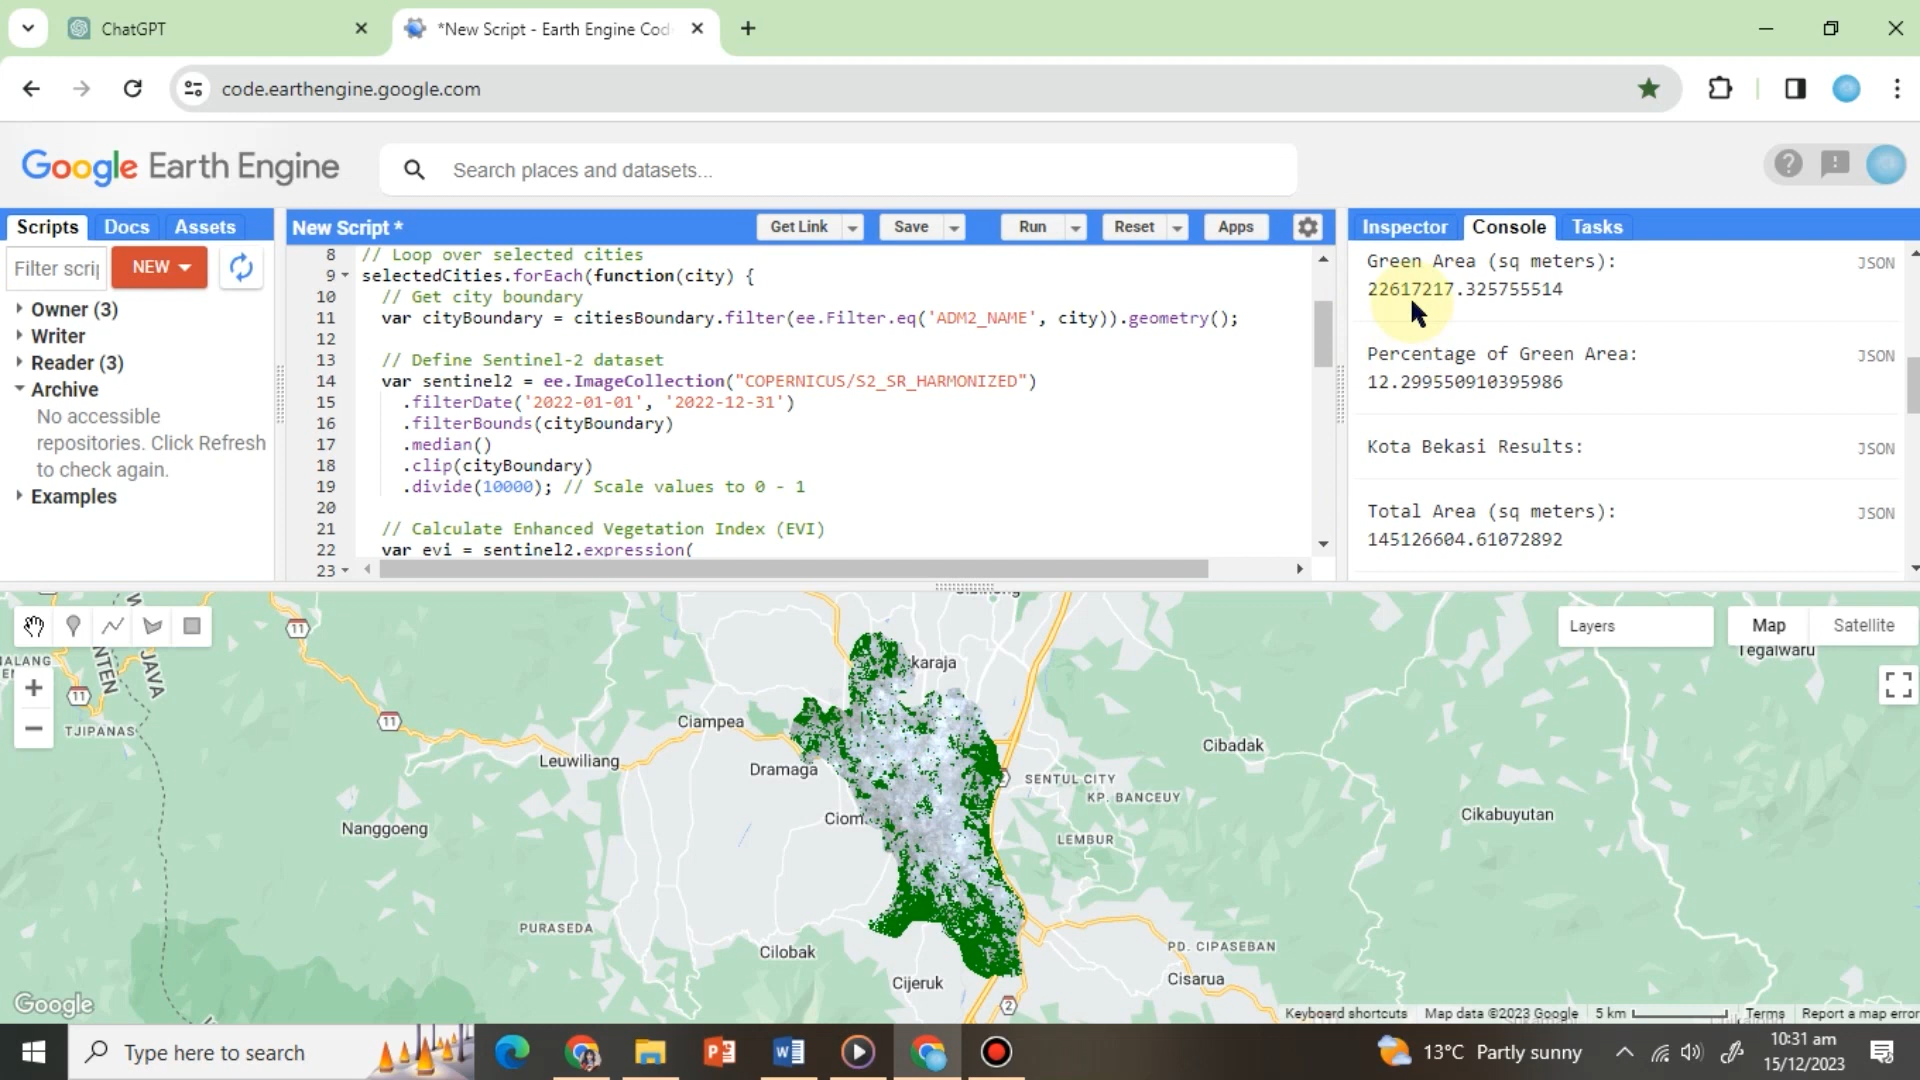 ChatGPT
*New Script - Earth Engine Cod
code.earthengine.google.com
Google Earth Engine
Search places and datasets...
Scripts
Docs
Assets
Filter scrip
NEW
Owner (3)
Writer
Reader (3)
Archive
No accessible
repositories. Click Refresh
to check again.
Examples
New Script *
Get Link
Save
Run
Reset
Apps
8 // Loop over selected cities
9 selectedCities.forEach(function(city) {
10 // Get city boundary
11 var cityBoundary = citiesBoundary.filter(ee.Filter.eq('ADM2_NAME', city)).geometry();
12
13 // Define Sentinel-2 dataset
14 var sentinel2 = ee.ImageCollection("COPERNICUS/S2_SR_HARMONIZED")
15 .filterDate('2022-01-01', '2022-12-31')
16 .filterBounds(cityBoundary)
17 .median()
18 .clip(cityBoundary)
19 .divide(10000); // Scale values to 0 - 1
20
21 // Calculate Enhanced Vegetation Index (EVI)
22 var evi = sentinel2.expression(
23
Inspector
Console
Tasks
Green Area (sq meters):
JSON
22617217.325755514
Percentage of Green Area:
JSON
12.299550910395986
Kota Bekasi Results:
JSON
Total Area (sq meters):
JSON
145126604.61072892
Layers
Map
Satellite
Tegalwaru
JAVA
11
11
11
TJIPANAS
Ciampea
karaja
Leuwiliang
Dramaga
2
SENTUL CITY
KP. BANCEUY
Cibadak
Nanggoeng
Ciom
LEMBUR
Cikabuyutan
PURASEDA
Cilobak
PD. CIPASEBAN
Cijeruk
Cisarua
2
Google
Keyboard shortcuts
Map data ©2023 Google
5 km
Terms
Report a map error
Type here to search
13°C Partly sunny
10:31 am
15/12/2023